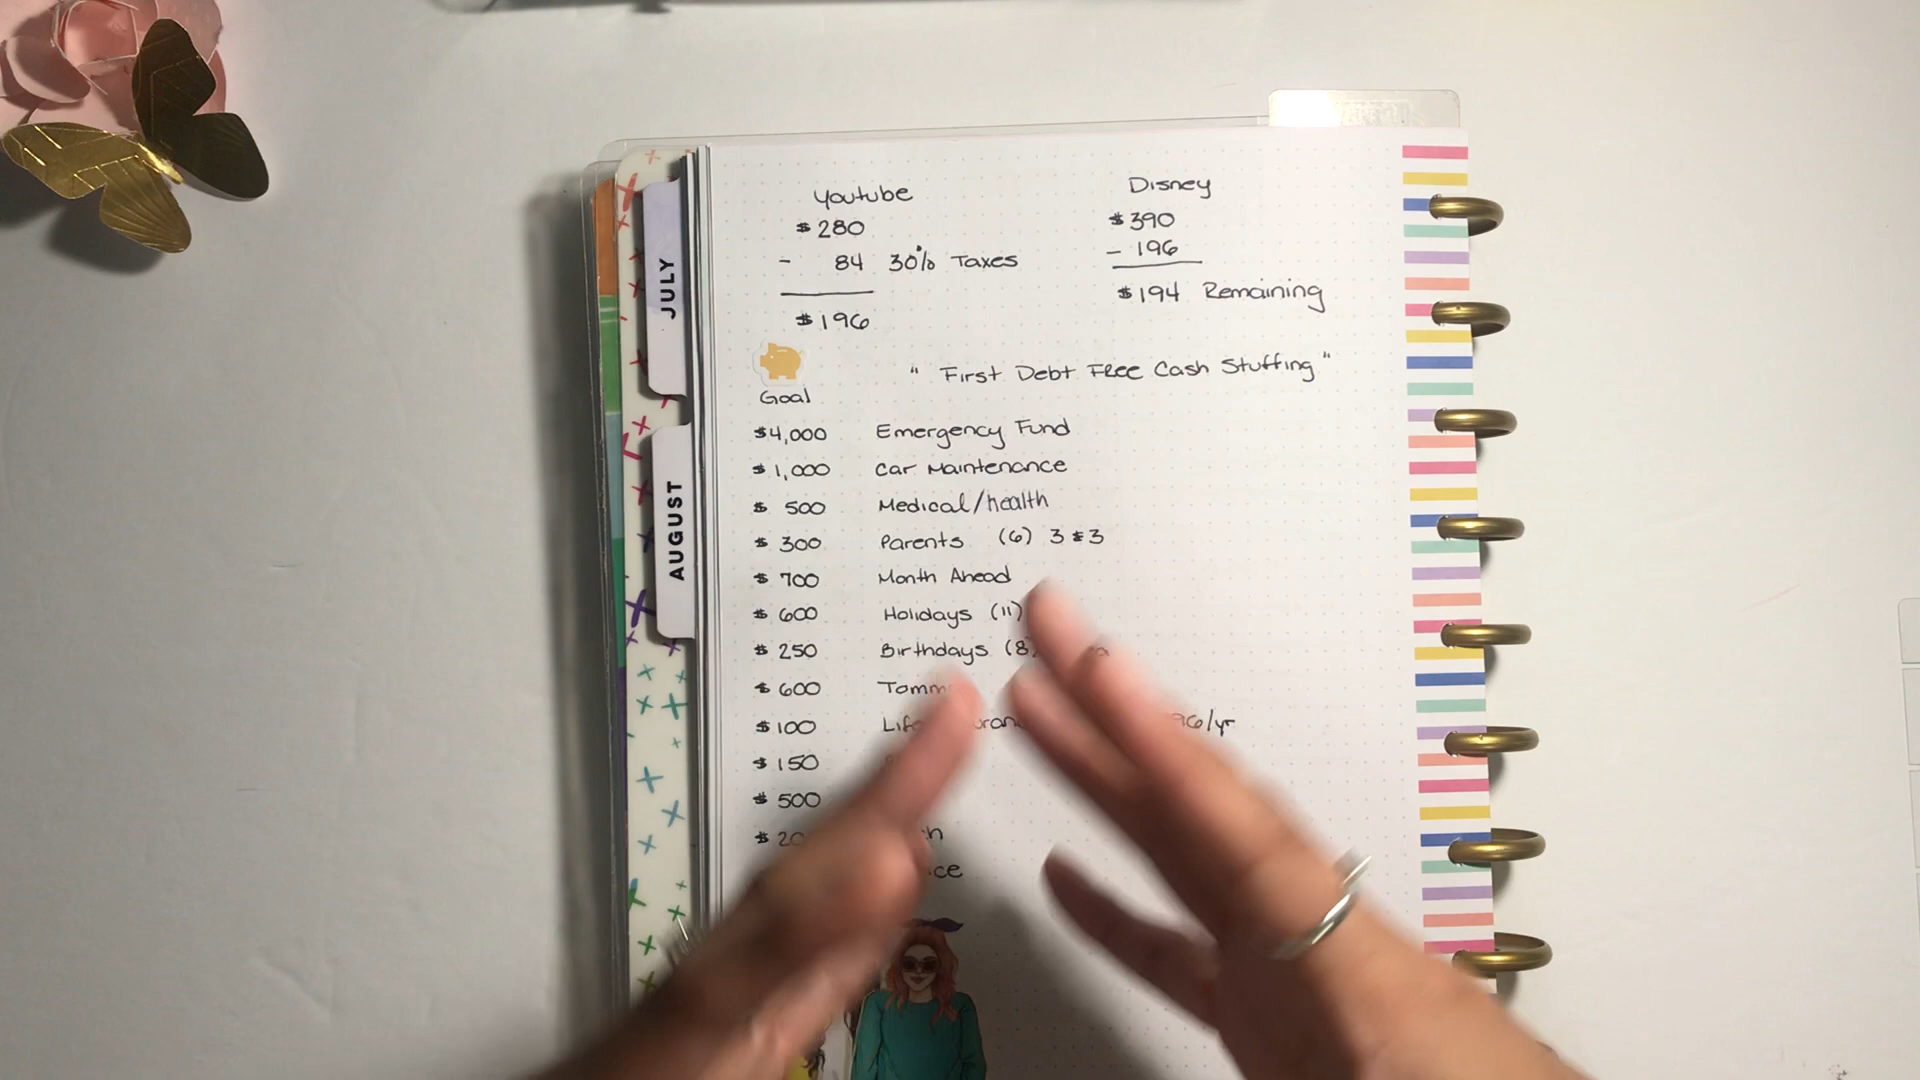 Youtube
$280
- 84 30% Taxes
$196
Disney
$390
- 196
$194 Remaining
" First Debt Free Cash Stuffing "
Goal
$4,000 Emergency Fund
$1,000 Car Maintenance
$ 500 Medical/health
$ 300 Parents (6) 3 & 3
$ 700 Month Ahead
$ 600 Holidays (11)
$ 250 Birthdays (8)
$ 600
$ 100 /yr
$ 150
$ 500
$
JULY
AUGUST